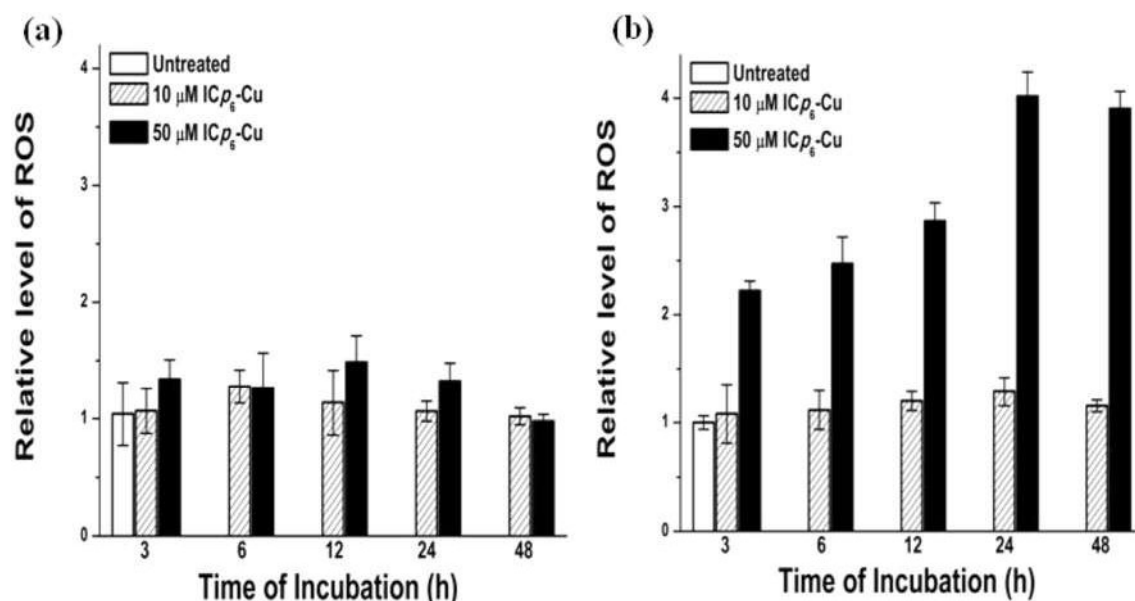 (a)
Untreated
10 μM ICp₆-Cu
50 μM ICp₆-Cu
Relative level of ROS
4
3
2
1
0
3 6 12 24 48
Time of Incubation (h)
(b)
Untreated
10 μM ICp₆-Cu
50 μM ICp₆-Cu
Relative level of ROS
4
3
2
1
0
3 6 12 24 48
Time of Incubation (h)